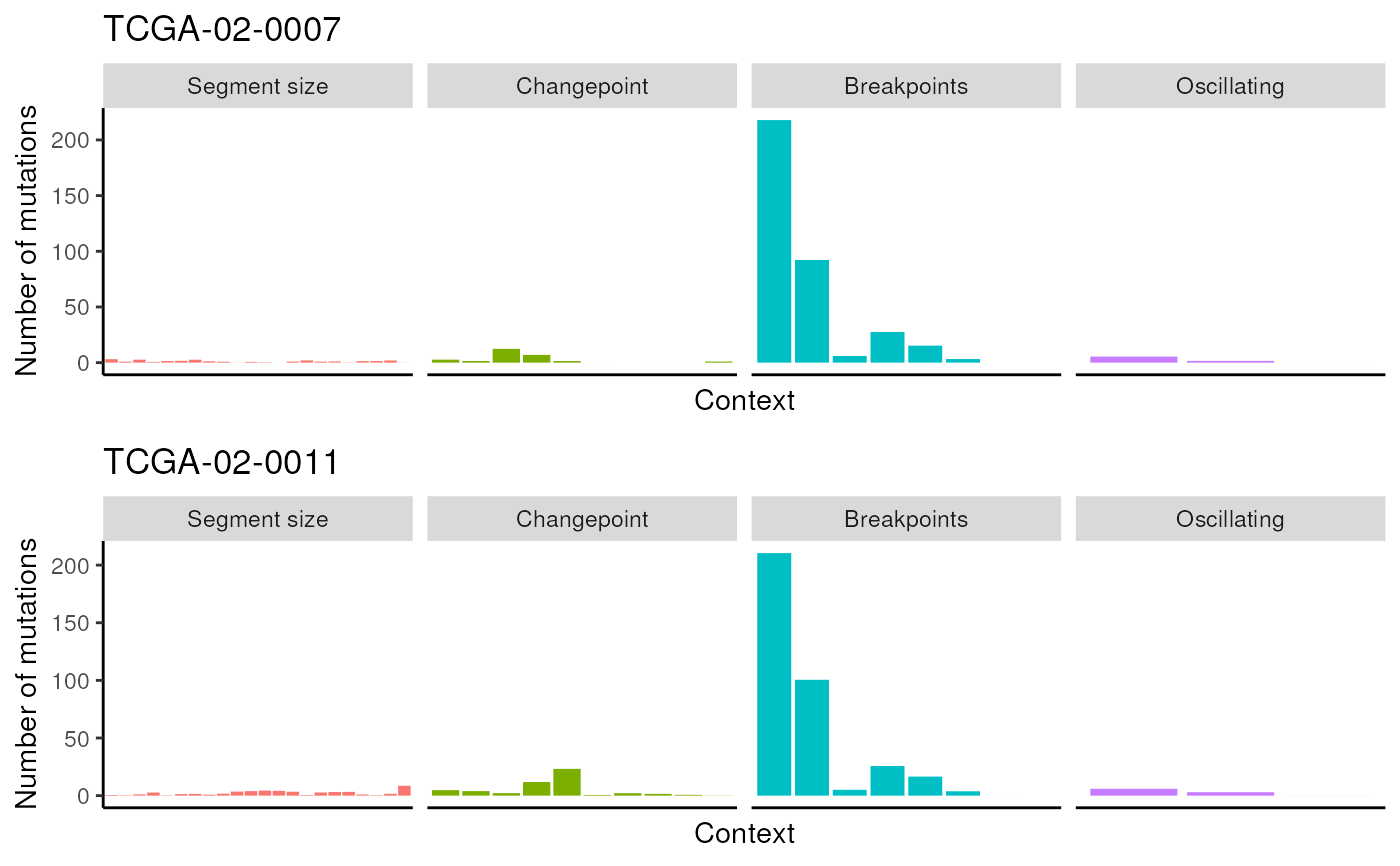 TCGA-02-0007
Segment size Changepoint Breakpoints Oscillating
Number of mutations
200
150
100
50
0
Context
TCGA-02-0011
Segment size Changepoint Breakpoints Oscillating
Number of mutations
200
150
100
50
0
Context